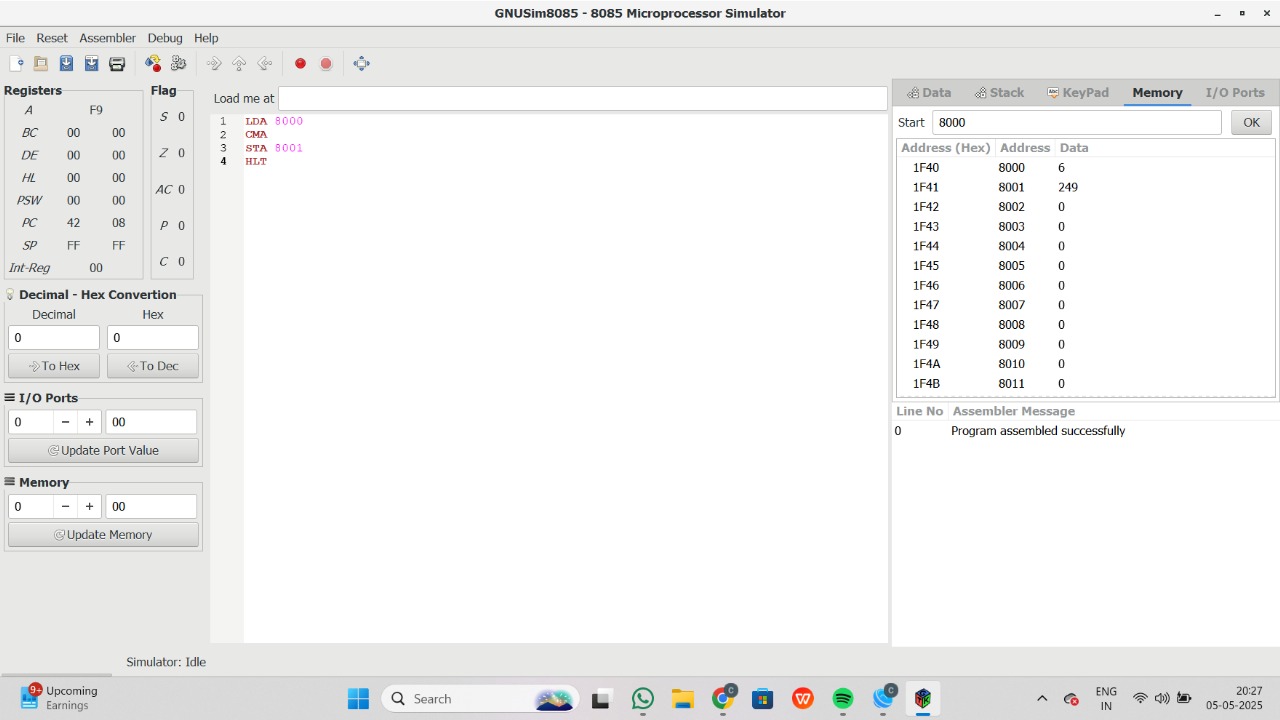 GNUSim8085 - 8085 Microprocessor Simulator
File Reset Assembler Debug Help
Registers
A F9
BC 00 00
DE 00 00
HL 00 00
PSW 00 00
PC 42 08
SP FF FF
Int-Reg 00
Flag
S 0
Z 0
AC 0
P 0
C 0
Decimal - Hex Convertion
Decimal Hex
0 0
To Hex To Dec
I/O Ports
0 − + 00
Update Port Value
Memory
0 − + 00
Update Memory
Load me at
1 LDA 8000
2 CMA
3 STA 8001
4 HLT
Data Stack KeyPad Memory I/O Ports
Start 8000 OK
Address (Hex) Address Data
1F40 8000 6
1F41 8001 249
1F42 8002 0
1F43 8003 0
1F44 8004 0
1F45 8005 0
1F46 8006 0
1F47 8007 0
1F48 8008 0
1F49 8009 0
1F4A 8010 0
1F4B 8011 0
Line No Assembler Message
0 Program assembled successfully
Simulator: Idle
9+ Upcoming
Earnings
Search
C
W
C
ENG
IN
20:27
05-05-2025